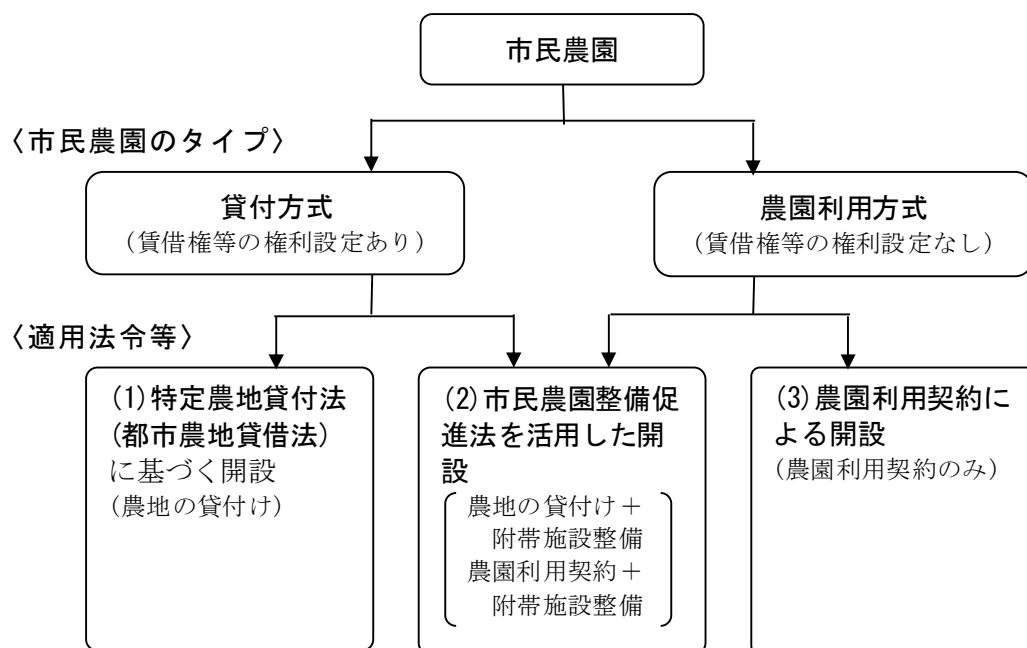 市民農園
〈市民農園のタイプ〉
貸付方式
（賃借権等の権利設定あり）
農園利用方式
（賃借権等の権利設定なし）
〈適用法令等〉
(1)特定農地貸付法
(都市農地貸借法)
に基づく開設
(農地の貸付け)
(2)市民農園整備促
進法を活用した開
設
農地の貸付け＋
附帯施設整備
農園利用契約＋
附帯施設整備
(3)農園利用契約に
よる開設
(農園利用契約のみ)